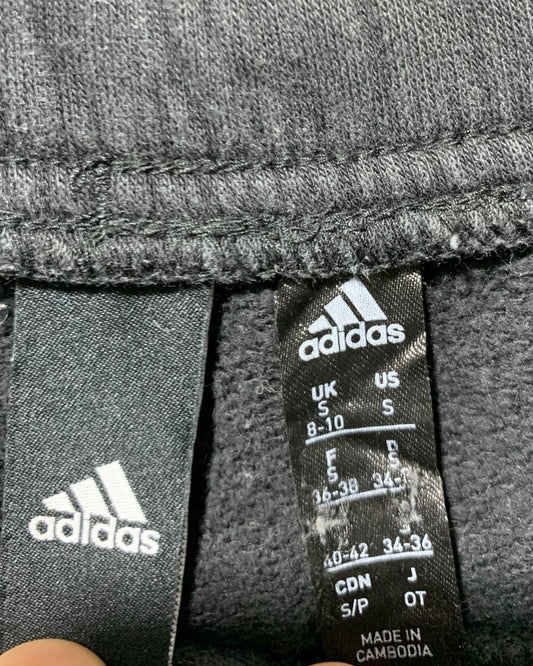 adidas
adidas
UK US
S S
8-10
F D
S S
36-38 34-
40-42 34-36
CDN J
S/P OT
MADE IN
CAMBODIA